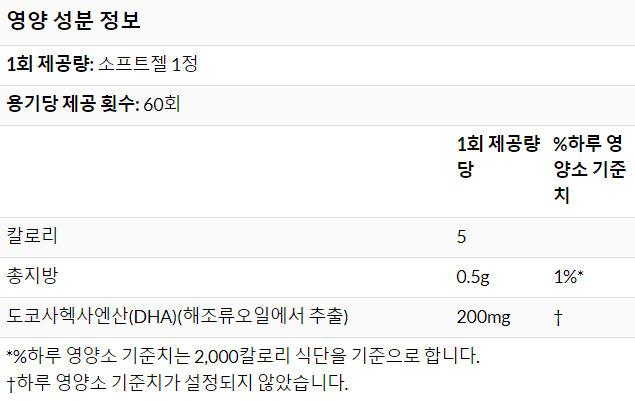 영양 성분 정보
1회 제공량: 소프트젤 1정
용기당 제공 횟수: 60회
1회 제공량당 %하루 영양소 기준치
칼로리 5
총지방 0.5g 1%*
도코사헥사엔산(DHA)(해조류오일에서 추출) 200mg †
*%하루 영양소 기준치는 2,000칼로리 식단을 기준으로 합니다.
†하루 영양소 기준치가 설정되지 않았습니다.